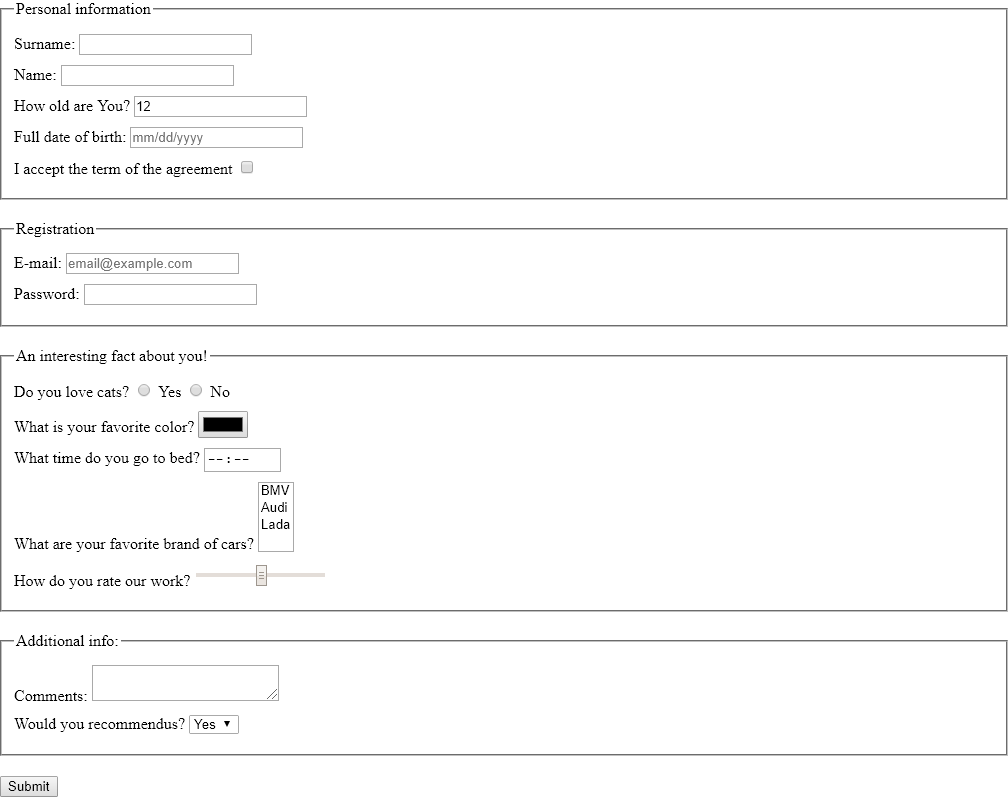 Personal information
Surname:
Name:
How old are You? 12
Full date of birth: mm/dd/yyyy
I accept the term of the agreement
Registration
E-mail: email@example.com
Password:
An interesting fact about you!
Do you love cats? Yes No
What is your favorite color?
What time do you go to bed? --:--
BMV
Audi
Lada
What are your favorite brand of cars?
How do you rate our work?
Additional info:
Comments:
Would you recommendus? Yes
Submit